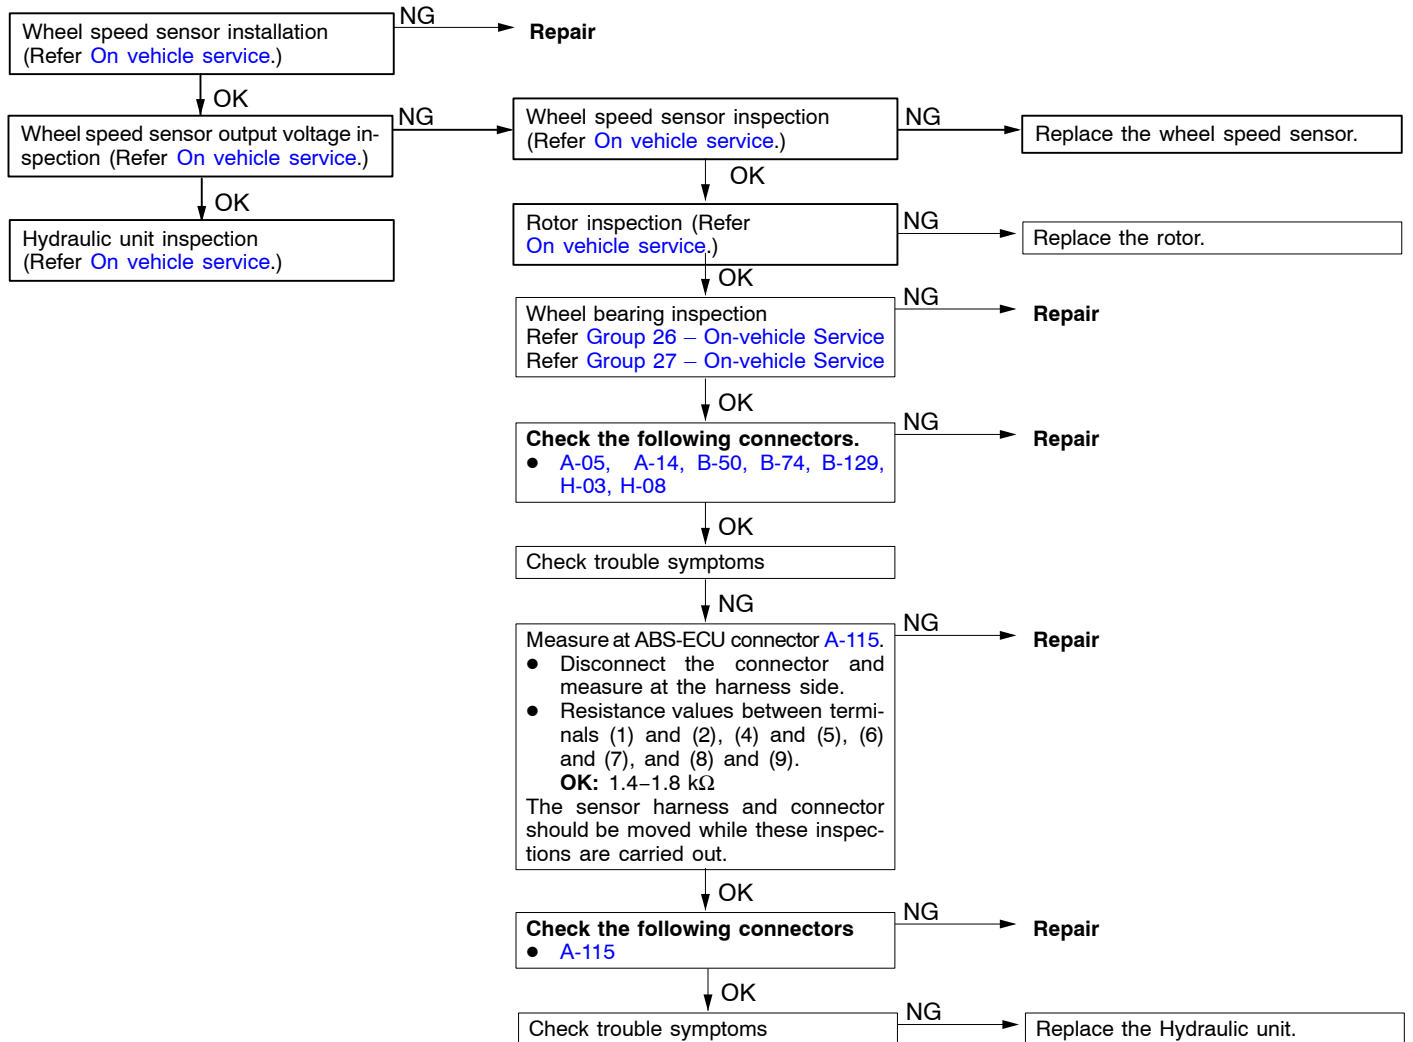 Wheel speed sensor installation
(Refer On vehicle service.)
NG
Repair
OK
Wheel speed sensor output voltage in-
spection (Refer On vehicle service.)
NG
Wheel speed sensor inspection
(Refer On vehicle service.)
NG
Replace the wheel speed sensor.
OK
Hydraulic unit inspection
(Refer On vehicle service.)
OK
Rotor inspection (Refer
On vehicle service.)
NG
Replace the rotor.
OK
Wheel bearing inspection
Refer Group 26 – On-vehicle Service
Refer Group 27 – On-vehicle Service
NG
Repair
OK
Check the following connectors.
● A-05, A-14, B-50, B-74, B-129,
H-03, H-08
NG
Repair
OK
Check trouble symptoms
NG
Measure at ABS-ECU connector A-115.
● Disconnect the connector and
measure at the harness side.
● Resistance values between termi-
nals (1) and (2), (4) and (5), (6)
and (7), and (8) and (9).
OK: 1.4–1.8 kΩ
The sensor harness and connector
should be moved while these inspec-
tions are carried out.
NG
Repair
OK
Check the following connectors
● A-115
NG
Repair
OK
Check trouble symptoms
NG
Replace the Hydraulic unit.